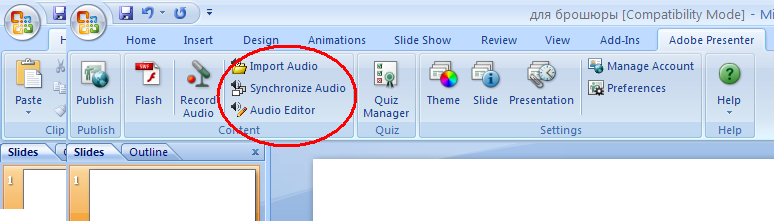 для брошюры [Compatibility Mode] - Mi
H
Home Insert Design Animations Slide Show Review View Add-Ins Adobe Presenter
Paste
Clip
Publish
Publish
SWF
Flash
Record Audio
Import Audio
Synchronize Audio
Audio Editor
Content
Quiz Manager
Quiz
Theme
Slide
Presentation
Manage Account
Preferences
Settings
Help
Help
Slides
Slides Outline x
1
1